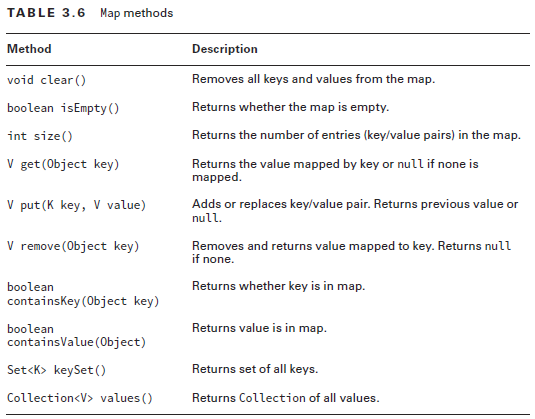 TABLE 3.6 Map methods
Method Description
void clear() Removes all keys and values from the map.
boolean isEmpty() Returns whether the map is empty.
int size() Returns the number of entries (key/value pairs) in the map.
V get(Object key) Returns the value mapped by key or null if none is
mapped.
V put(K key, V value) Adds or replaces key/value pair. Returns previous value or
null.
V remove(Object key) Removes and returns value mapped to key. Returns null
if none.
boolean Returns whether key is in map.
containsKey(Object key)
boolean Returns value is in map.
containsValue(Object)
Set<K> keySet() Returns set of all keys.
Collection<V> values() Returns Collection of all values.